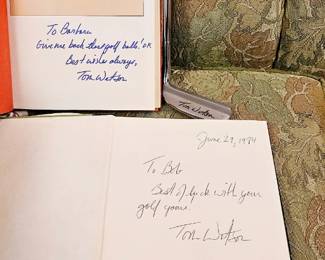 To Barbara
Give me back those golf balls! OK
Best wishes always,
Tom Watson
Tom Watson
June 29, 1984
To Bob
Best of luck with your
golf game.
Tom Watson